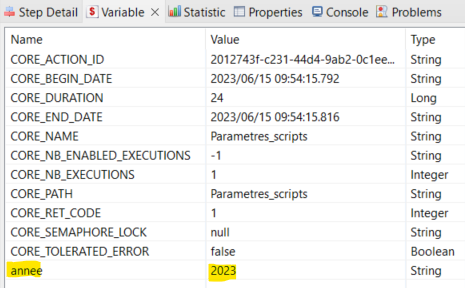 Step Detail Variable Statistic Properties Console Problems
Name Value Type
CORE_ACTION_ID 2012743f-c231-44d4-9ab2-0c1ee... String
CORE_BEGIN_DATE 2023/06/15 09:54:15.792 String
CORE_DURATION 24 Long
CORE_END_DATE 2023/06/15 09:54:15.816 String
CORE_NAME Parametres_scripts String
CORE_NB_ENABLED_EXECUTIONS -1 String
CORE_NB_EXECUTIONS 1 Integer
CORE_PATH Parametres_scripts String
CORE_RET_CODE 1 Integer
CORE_SEMAPHORE_LOCK null String
CORE_TOLERATED_ERROR false Boolean
annee 2023 String